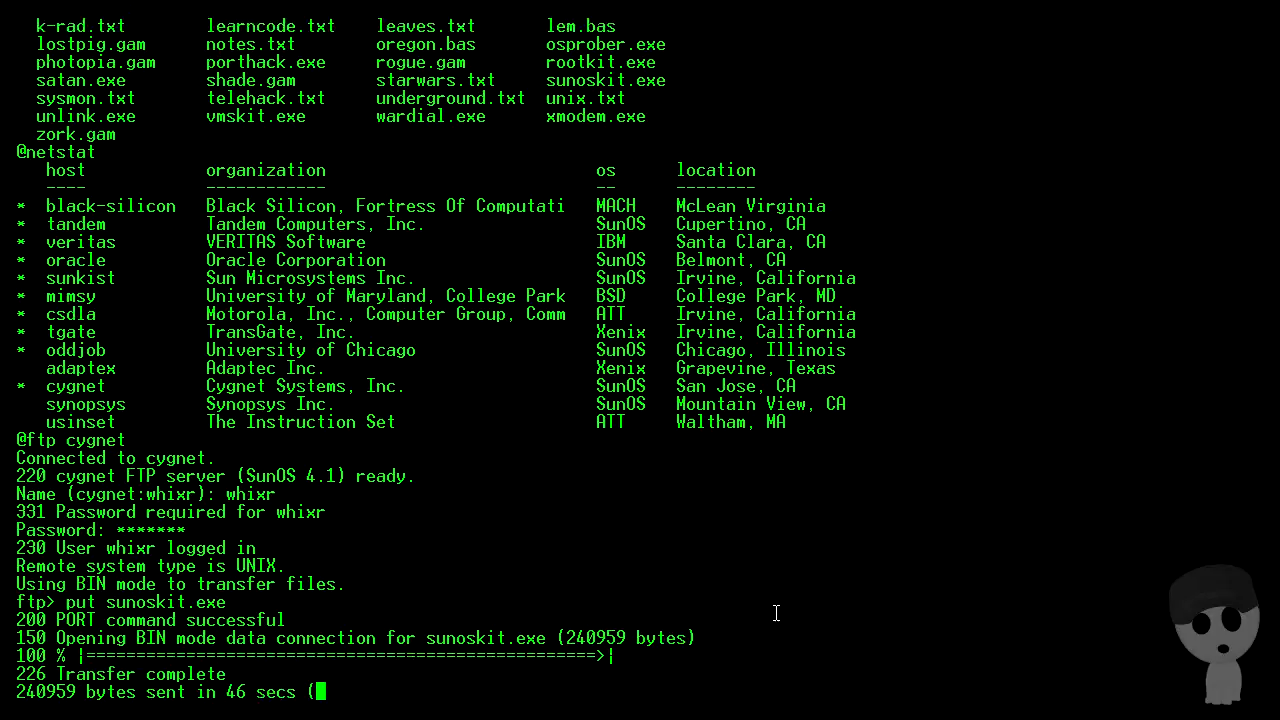 k-rad.txt learncode.txt leaves.txt lem.bas
lostpig.gam notes.txt oregon.bas osprober.exe
photopia.gam porthack.exe rogue.gam rootkit.exe
satan.exe shade.gam starwars.txt sunoskit.exe
sysmon.txt telehack.txt underground.txt unix.txt
unlink.exe vmskit.exe wardial.exe xmodem.exe
zork.gam
@netstat
host organization os location
---- ------------ -- --------
* black-silicon Black Silicon, Fortress Of Computati MACH McLean Virginia
* tandem Tandem Computers, Inc. SunOS Cupertino, CA
* veritas VERITAS Software IBM Santa Clara, CA
* oracle Oracle Corporation SunOS Belmont, CA
* sunkist Sun Microsystems Inc. SunOS Irvine, California
* mimsy University of Maryland, College Park BSD College Park, MD
* csdla Motorola, Inc., Computer Group, Comm ATT Irvine, California
* tgate TransGate, Inc. Xenix Irvine, California
* oddjob University of Chicago SunOS Chicago, Illinois
adaptex Adaptec Inc. Xenix Grapevine, Texas
* cygnet Cygnet Systems, Inc. SunOS San Jose, CA
synopsys Synopsys Inc. SunOS Mountain View, CA
usinset The Instruction Set ATT Waltham, MA
@ftp cygnet
Connected to cygnet.
220 cygnet FTP server (SunOS 4.1) ready.
Name (cygnet:whixr): whixr
331 Password required for whixr
Password: *******
230 User whixr logged in
Remote system type is UNIX.
Using BIN mode to transfer files.
ftp> put sunoskit.exe
200 PORT command successful
150 Opening BIN mode data connection for sunoskit.exe (240959 bytes)
100 % |====================================================>|
226 Transfer complete
240959 bytes sent in 46 secs (